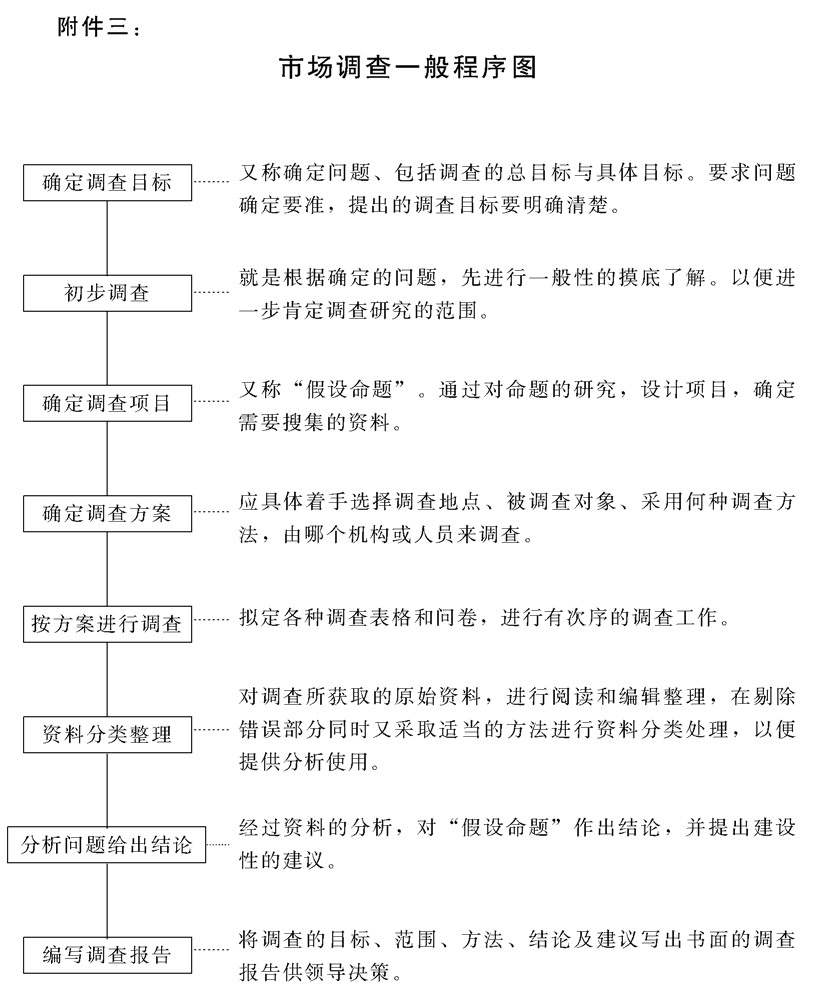 附件三：
市场调查一般程序图
确定调查目标
又称确定问题、包括调查的总目标与具体目标。要求问题
确定要准，提出的调查目标要明确清楚。
初步调查
就是根据确定的问题，先进行一般性的摸底了解。以便进
一步肯定调查研究的范围。
确定调查项目
又称“假设命题”。通过对命题的研究，设计项目，确定
需要搜集的资料。
确定调查方案
应具体着手选择调查地点、被调查对象、采用何种调查方
法，由哪个机构或人员来调查。
按方案进行调查
拟定各种调查表格和问卷，进行有次序的调查工作。
资料分类整理
对调查所获取的原始资料，进行阅读和编辑整理，在剔除
错误部分同时又采取适当的方法进行资料分类处理，以便
提供分析使用。
分析问题给出结论
经过资料的分析，对“假设命题”作出结论，并提出建设
性的建议。
编写调查报告
将调查的目标、范围、方法、结论及建议写出书面的调查
报告供领导决策。